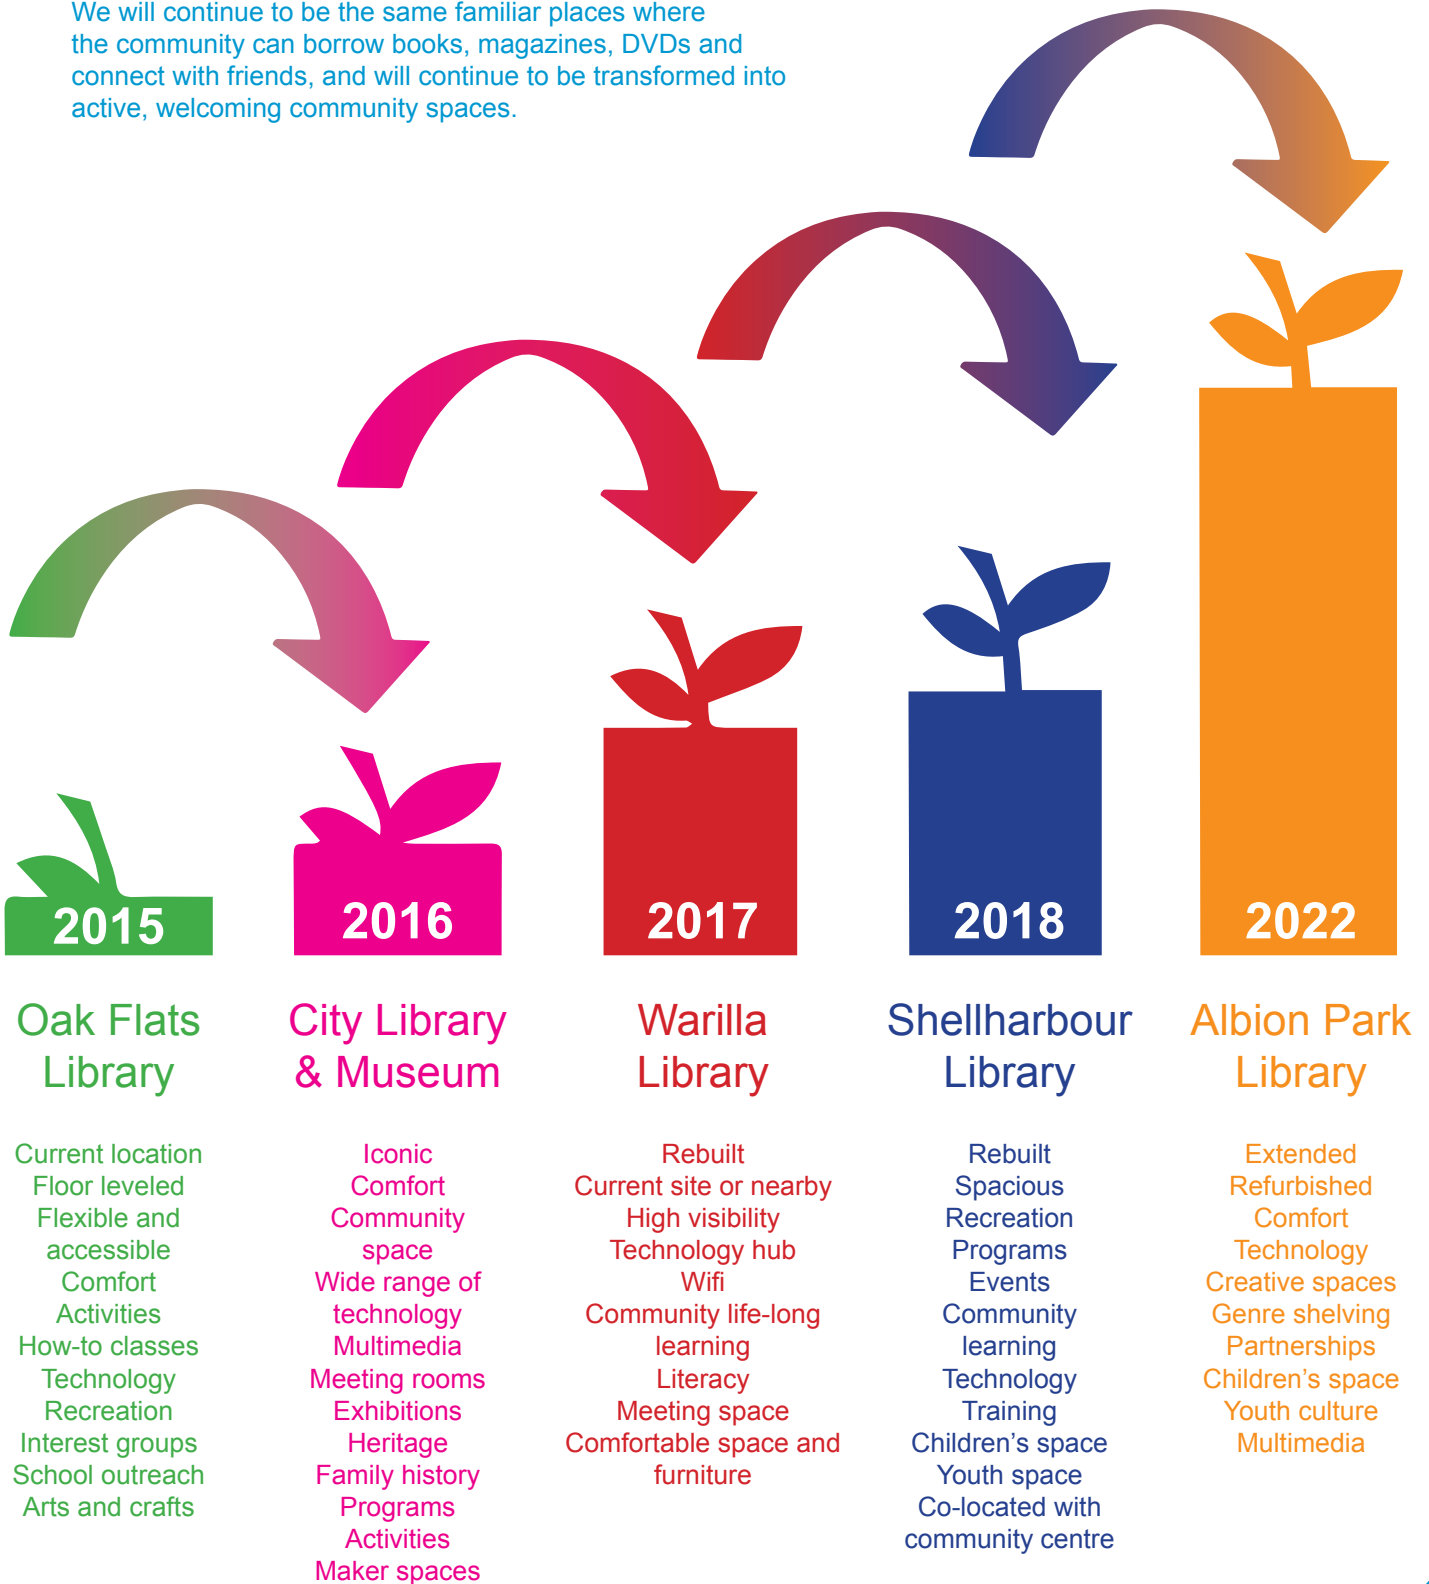 We will continue to be the same familiar places where
the community can borrow books, magazines, DVDs and
connect with friends, and will continue to be transformed into
active, welcoming community spaces.
2015
2016
2017
2018
2022
Oak Flats
Library
Current location
Floor leveled
Flexible and
accessible
Comfort
Activities
How-to classes
Technology
Recreation
Interest groups
School outreach
Arts and crafts
City Library
& Museum
Iconic
Comfort
Community
space
Wide range of
technology
Multimedia
Meeting rooms
Exhibitions
Heritage
Family history
Programs
Activities
Maker spaces
Warilla
Library
Rebuilt
Current site or nearby
High visibility
Technology hub
Wifi
Community life-long
learning
Literacy
Meeting space
Comfortable space and
furniture
Shellharbour
Library
Rebuilt
Spacious
Recreation
Programs
Events
Community
learning
Technology
Training
Children's space
Youth space
Co-located with
community centre
Albion Park
Library
Extended
Refurbished
Comfort
Technology
Creative spaces
Genre shelving
Partnerships
Children's space
Youth culture
Multimedia